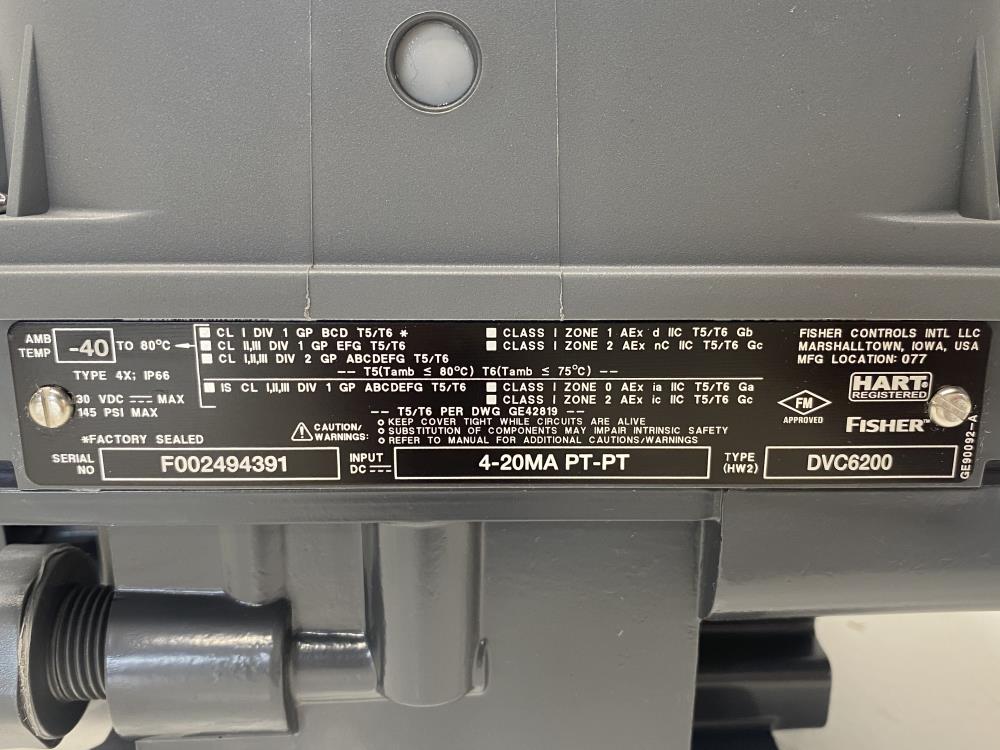 AMB TEMP -40 TO 80°C
TYPE 4X; IP66
30 VDC MAX
145 PSI MAX
*FACTORY SEALED
CL I DIV 1 GP BCD T5/T6 *
CL II,III DIV 1 GP EFG T5/T6
CL I,II,III DIV 2 GP ABCDEFG T5/T6
CLASS I ZONE 1 AEx d IIC T5/T6 Gb
CLASS I ZONE 2 AEx nC IIC T5/T6 Gc
-- T5(Tamb ≤ 80°C) T6(Tamb ≤ 75°C) --
IS CL I,II,III DIV 1 GP ABCDEFG T5/T6
CLASS I ZONE 0 AEx ia IIC T5/T6 Ga
CLASS I ZONE 2 AEx ic IIC T5/T6 Gc
-- T5/T6 PER DWG GE42819 --
CAUTION/
WARNINGS:
KEEP COVER TIGHT WHILE CIRCUITS ARE ALIVE
SUBSTITUTION OF COMPONENTS MAY IMPAIR INTRINSIC SAFETY
REFER TO MANUAL FOR ADDITIONAL CAUTIONS/WARNINGS
FISHER CONTROLS INTL LLC
MARSHALLTOWN, IOWA, USA
MFG LOCATION: 077
FM
APPROVED
HART®
REGISTERED
FISHER™
GE90092-A
SERIAL NO F002494391
INPUT DC 4-20MA PT-PT
TYPE (HW2) DVC6200